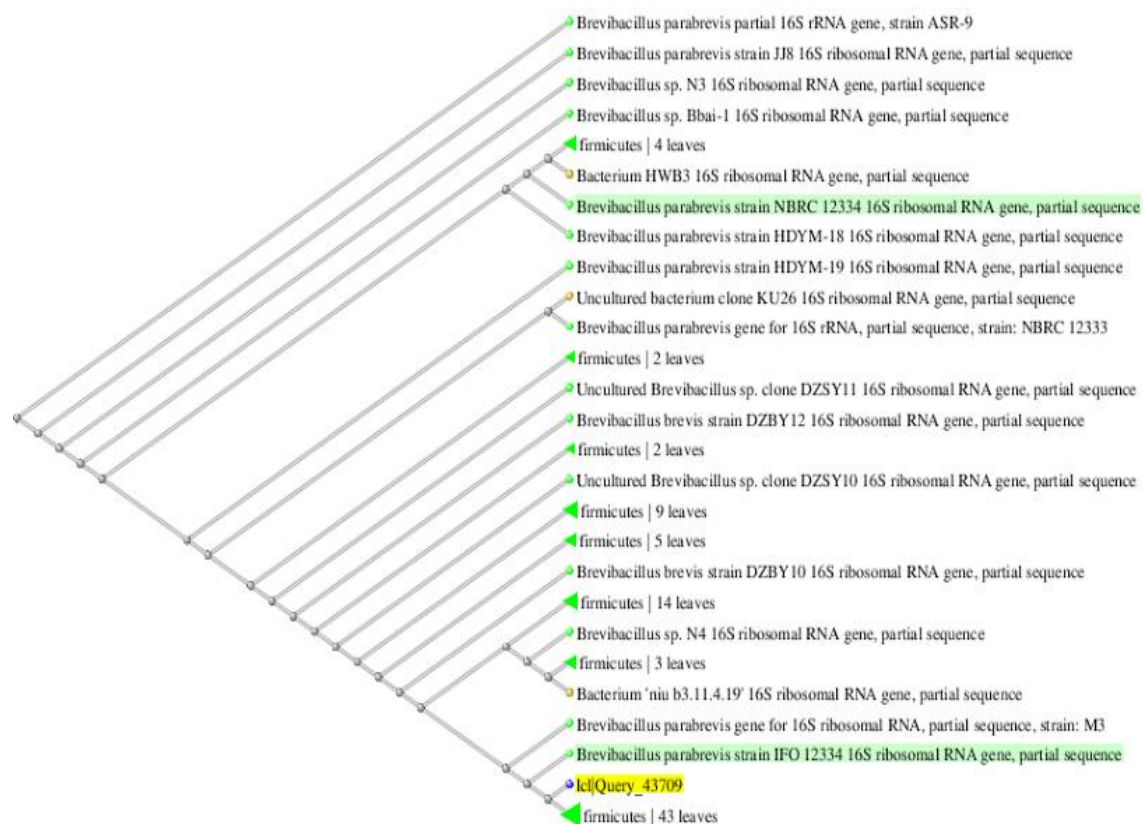 Brevibacillus parabrevis partial 16S rRNA gene, strain ASR-9
Brevibacillus parabrevis strain JJ8 16S ribosomal RNA gene, partial sequence
Brevibacillus sp. N3 16S ribosomal RNA gene, partial sequence
Brevibacillus sp. Bbai-1 16S ribosomal RNA gene, partial sequence
firmicutes | 4 leaves
Bacterium HWB3 16S ribosomal RNA gene, partial sequence
Brevibacillus parabrevis strain NBRC 12334 16S ribosomal RNA gene, partial sequence
Brevibacillus parabrevis strain HDYM-18 16S ribosomal RNA gene, partial sequence
Brevibacillus parabrevis strain HDYM-19 16S ribosomal RNA gene, partial sequence
Uncultured bacterium clone KU26 16S ribosomal RNA gene, partial sequence
Brevibacillus parabrevis gene for 16S rRNA, partial sequence, strain: NBRC 12333
firmicutes | 2 leaves
Uncultured Brevibacillus sp. clone DZSY11 16S ribosomal RNA gene, partial sequence
Brevibacillus brevis strain DZBY12 16S ribosomal RNA gene, partial sequence
firmicutes | 2 leaves
Uncultured Brevibacillus sp. clone DZSY10 16S ribosomal RNA gene, partial sequence
firmicutes | 9 leaves
firmicutes | 5 leaves
Brevibacillus brevis strain DZBY10 16S ribosomal RNA gene, partial sequence
firmicutes | 14 leaves
Brevibacillus sp. N4 16S ribosomal RNA gene, partial sequence
firmicutes | 3 leaves
Bacterium 'niu b3.11.4.19' 16S ribosomal RNA gene, partial sequence
Brevibacillus parabrevis gene for 16S ribosomal RNA, partial sequence, strain: M3
Brevibacillus parabrevis strain IFO 12334 16S ribosomal RNA gene, partial sequence
lcl|Query_43709
firmicutes | 43 leaves